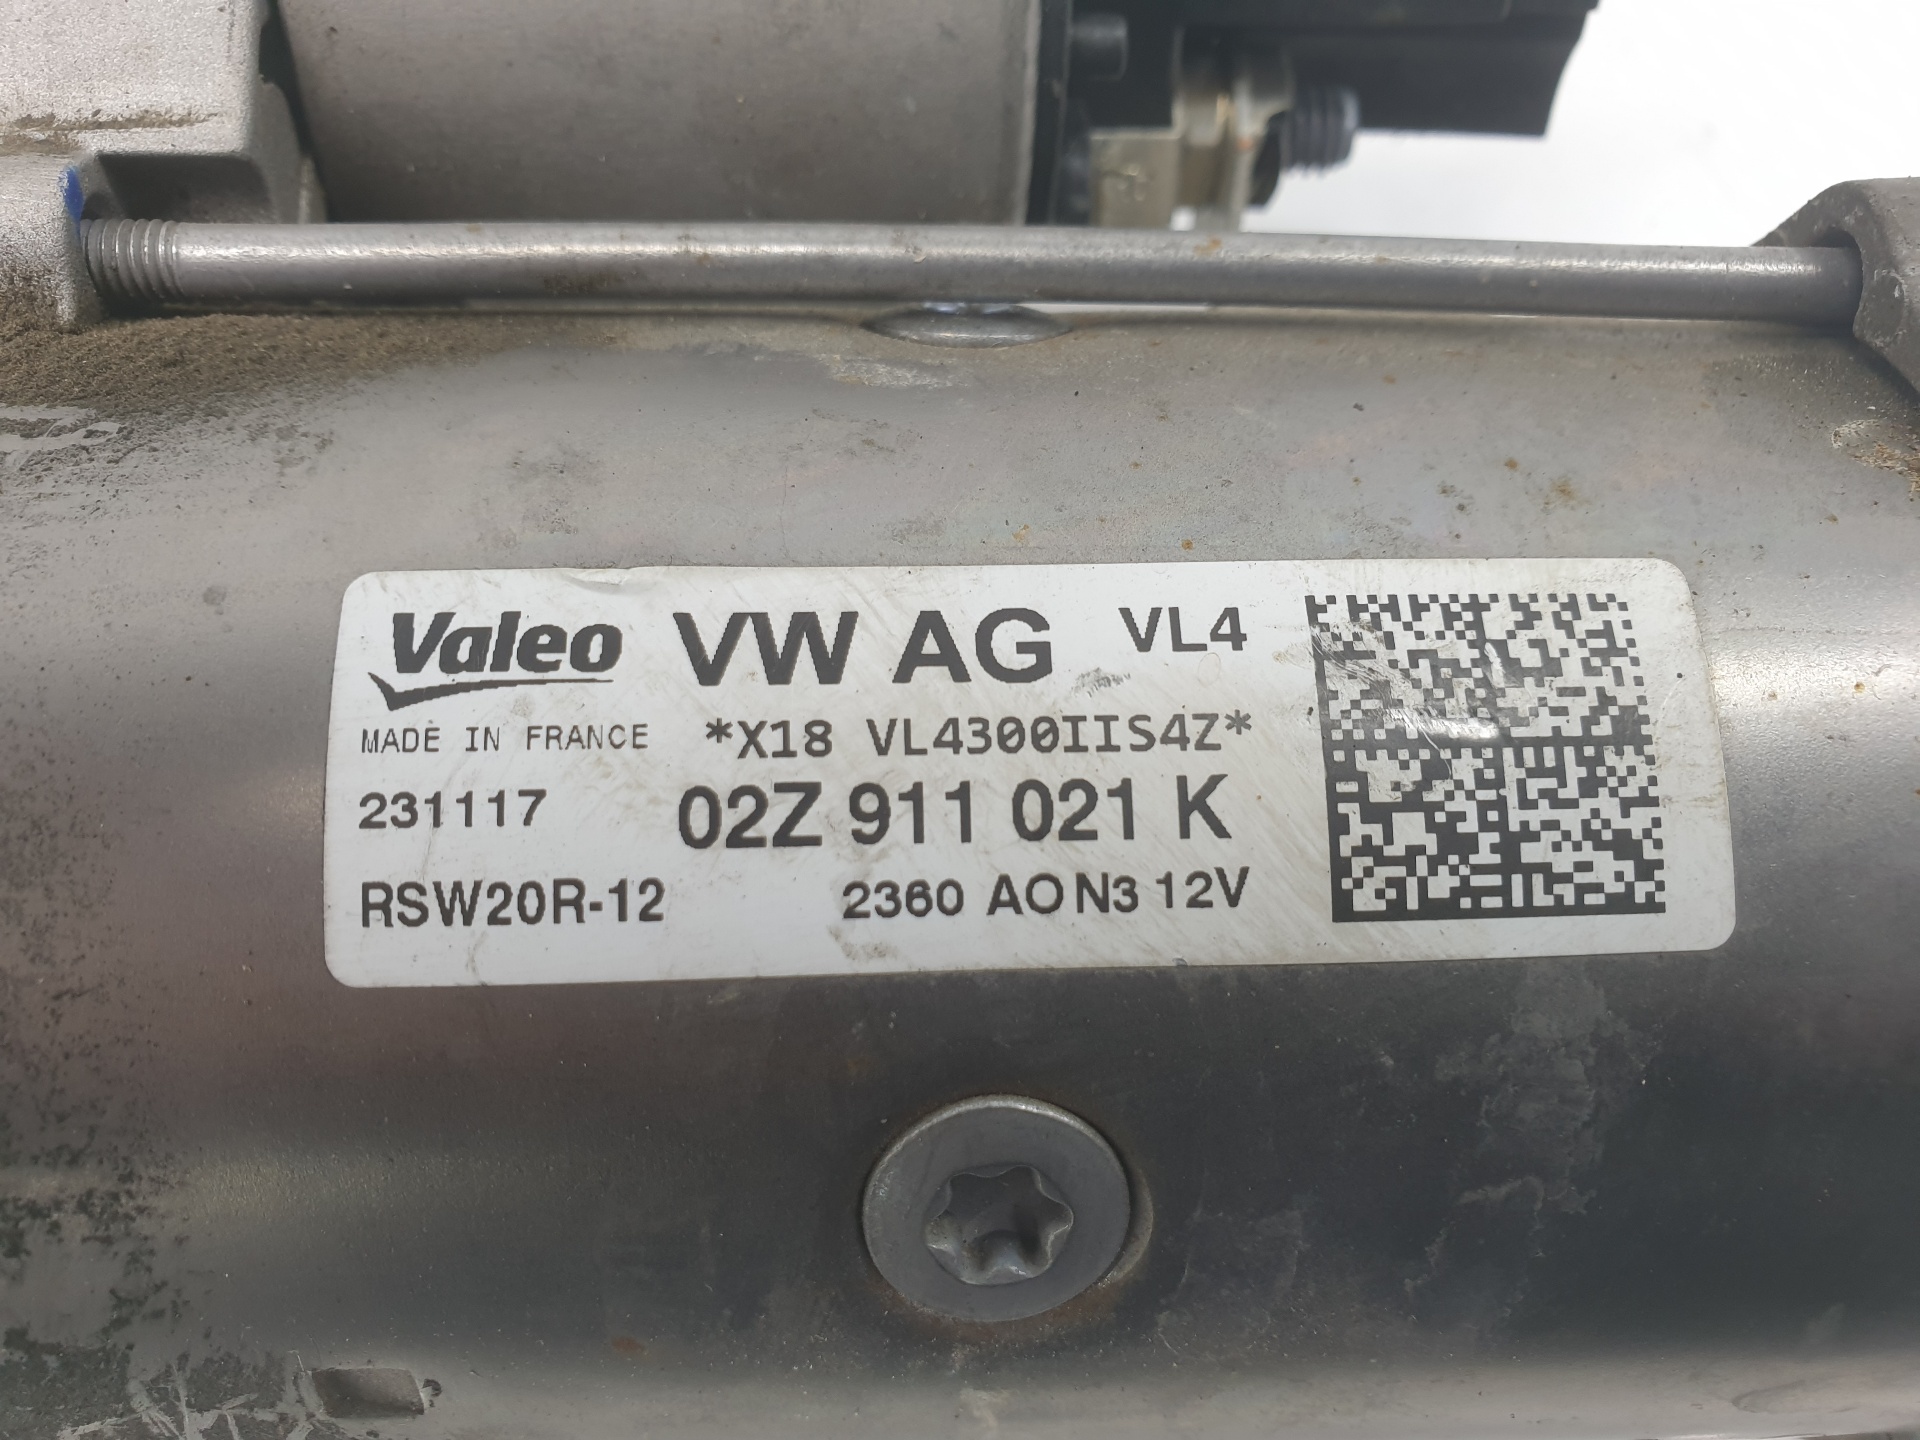 Valeo VW AG VL4
MADE IN FRANCE *X18 VL4300IIS4Z*
231117 02Z 911 021 K
RSW20R-12 2360 AO N3 12V